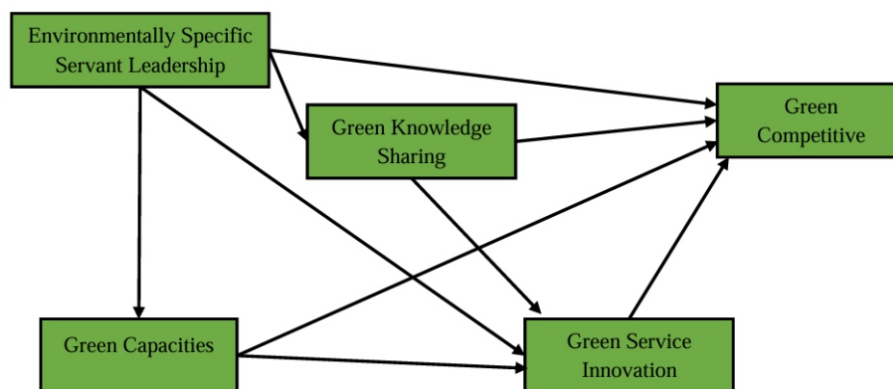 Environmentally Specific
Servant Leadership
Green Knowledge
Sharing
Green
Competitive
Green Capacities
Green Service
Innovation